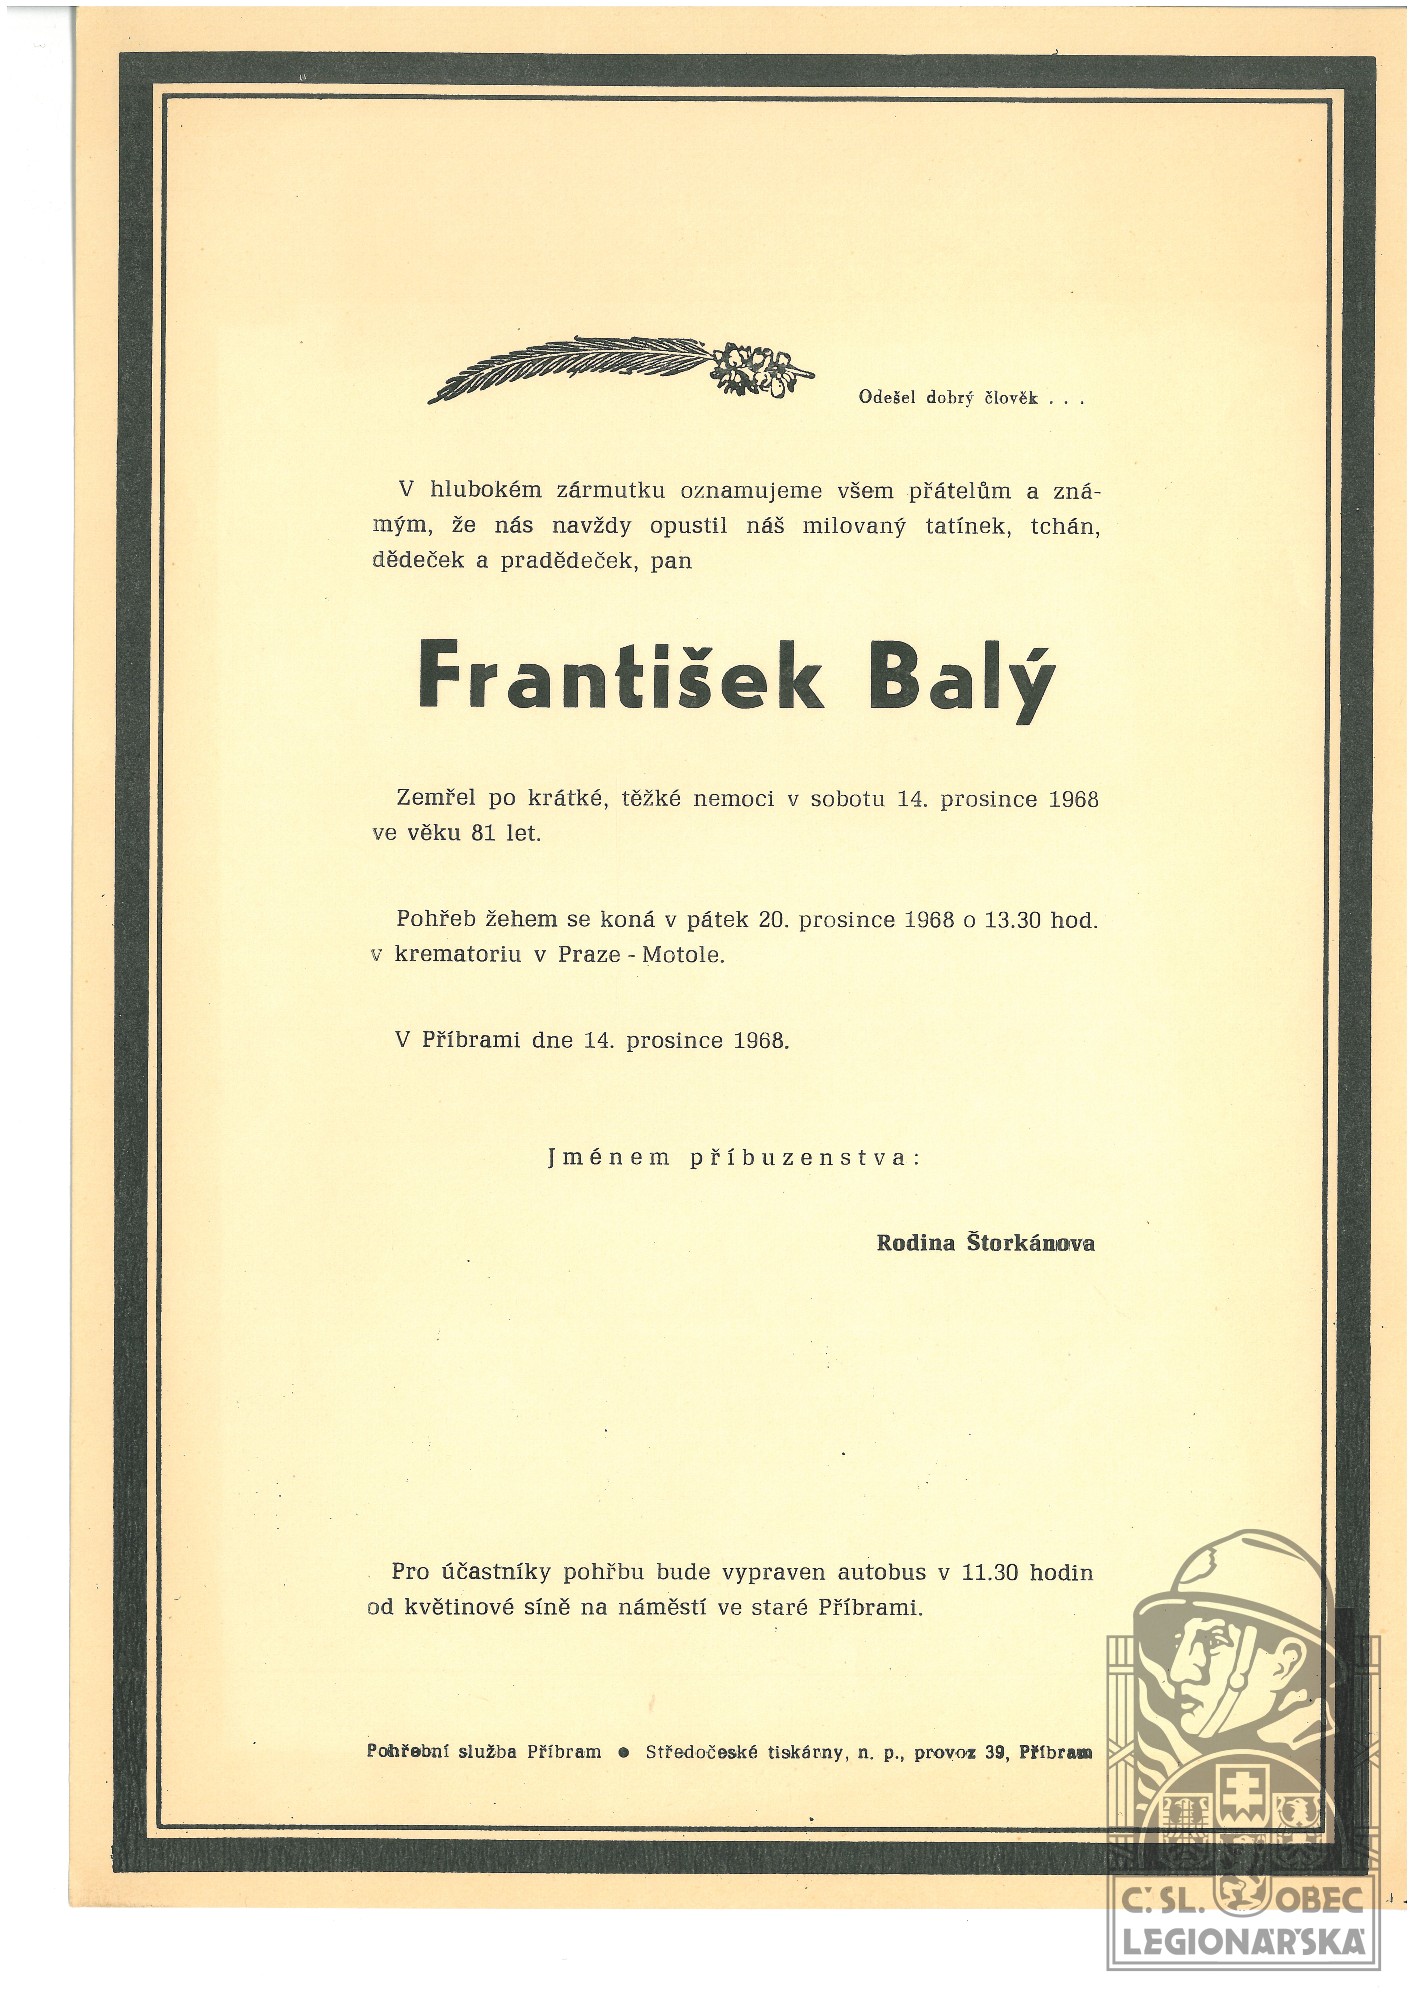 Odešel dobrý člověk . . .
V hlubokém zármutku oznamujeme všem přátelům a zná-
mým, že nás navždy opustil náš milovaný tatínek, tchán,
dědeček a pradědeček, pan
František Balý
Zemřel po krátké, těžké nemoci v sobotu 14. prosince 1968
ve věku 81 let.
Pohřeb žehem se koná v pátek 20. prosince 1968 o 13.30 hod.
v krematoriu v Praze - Motole.
V Příbrami dne 14. prosince 1968.
Jménem příbuzenstva:
Rodina Štorkánova
Pro účastníky pohřbu bude vypraven autobus v 11.30 hodin
od květinové síně na náměstí ve staré Příbrami.
Pohřební služba Příbram ● Středočeské tiskárny, n. p., provoz 39, Příbram
Č. SL. OBEC
LEGIONÁŘSKÁ